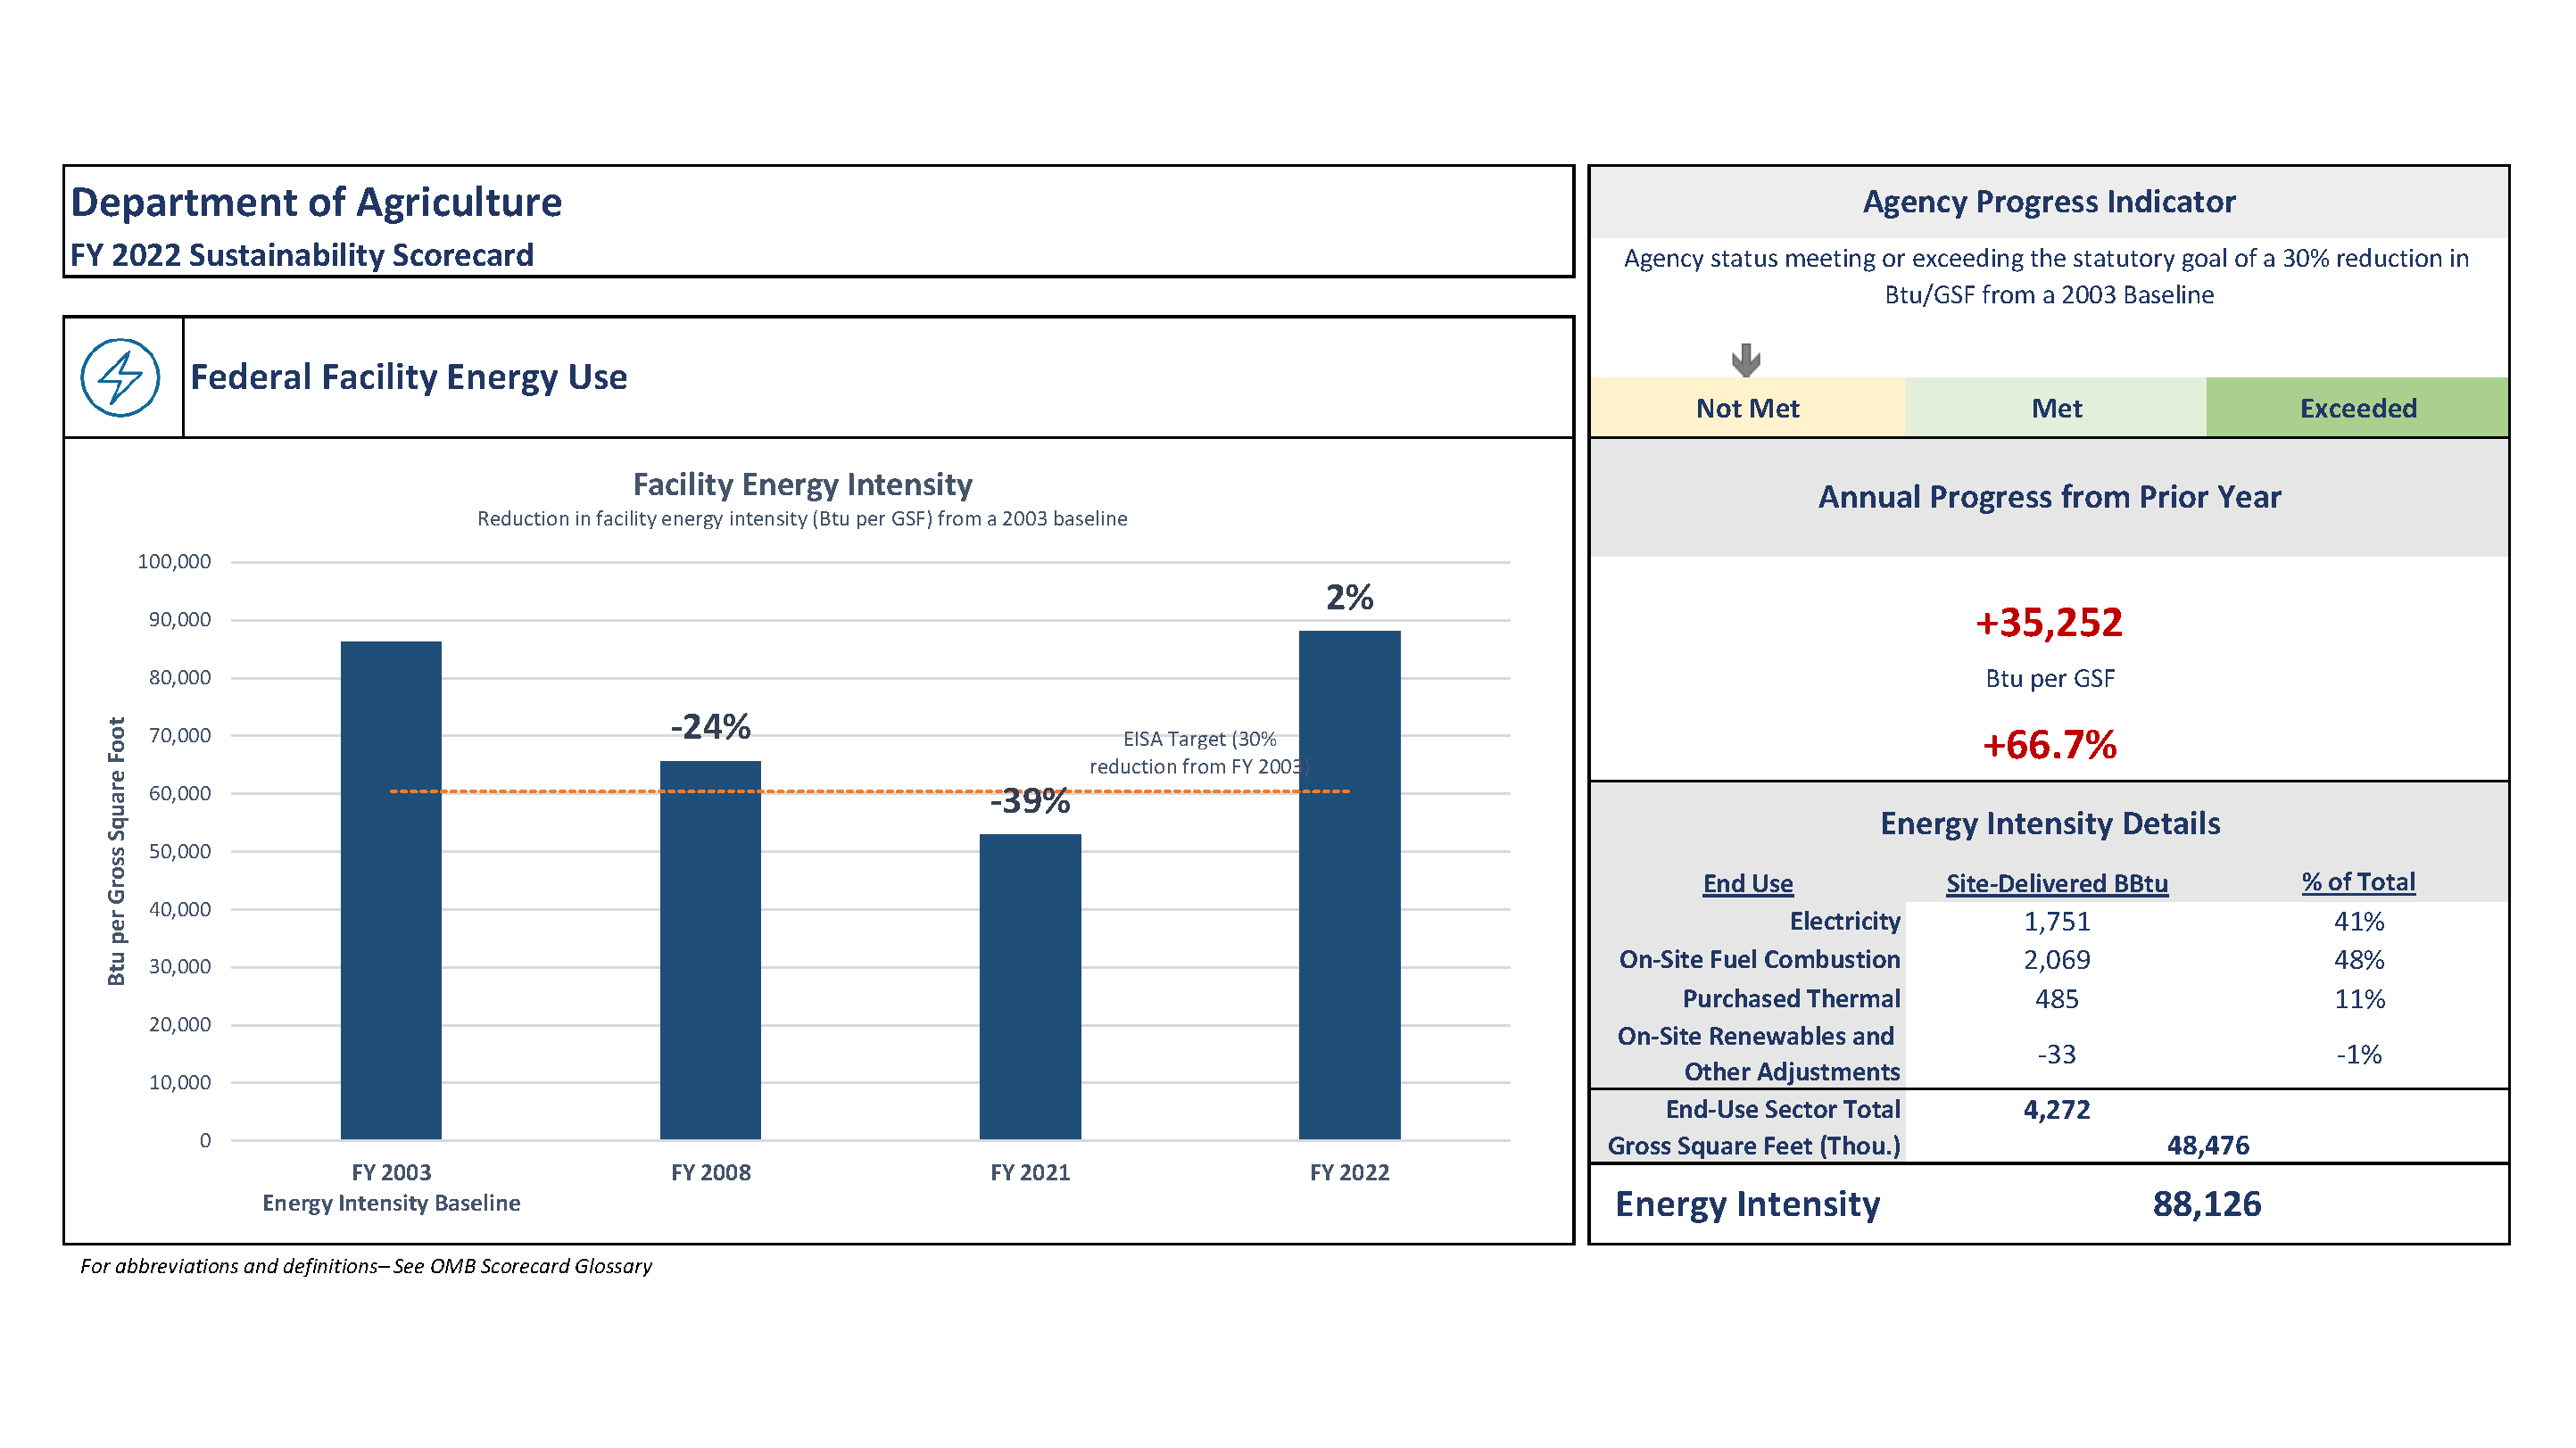 Department of Agriculture
FY 2022 Sustainability Scorecard
Federal Facility Energy Use
Facility Energy Intensity
Reduction in facility energy intensity (Btu per GSF) from a 2003 baseline
Btu per Gross Square Foot
100,000
90,000
80,000
70,000
60,000
50,000
40,000
30,000
20,000
10,000
0
-24%
-39%
2%
EISA Target (30%
reduction from FY 2003)
FY 2003
Energy Intensity Baseline
FY 2008
FY 2021
FY 2022
For abbreviations and definitions– See OMB Scorecard Glossary
Agency Progress Indicator
Agency status meeting or exceeding the statutory goal of a 30% reduction in
Btu/GSF from a 2003 Baseline
Not Met Met Exceeded
Annual Progress from Prior Year
+35,252
Btu per GSF
+66.7%
Energy Intensity Details
End Use Site-Delivered BBtu % of Total
Electricity 1,751 41%
On-Site Fuel Combustion 2,069 48%
Purchased Thermal 485 11%
On-Site Renewables and
Other Adjustments -33 -1%
End-Use Sector Total 4,272
Gross Square Feet (Thou.) 48,476
Energy Intensity 88,126